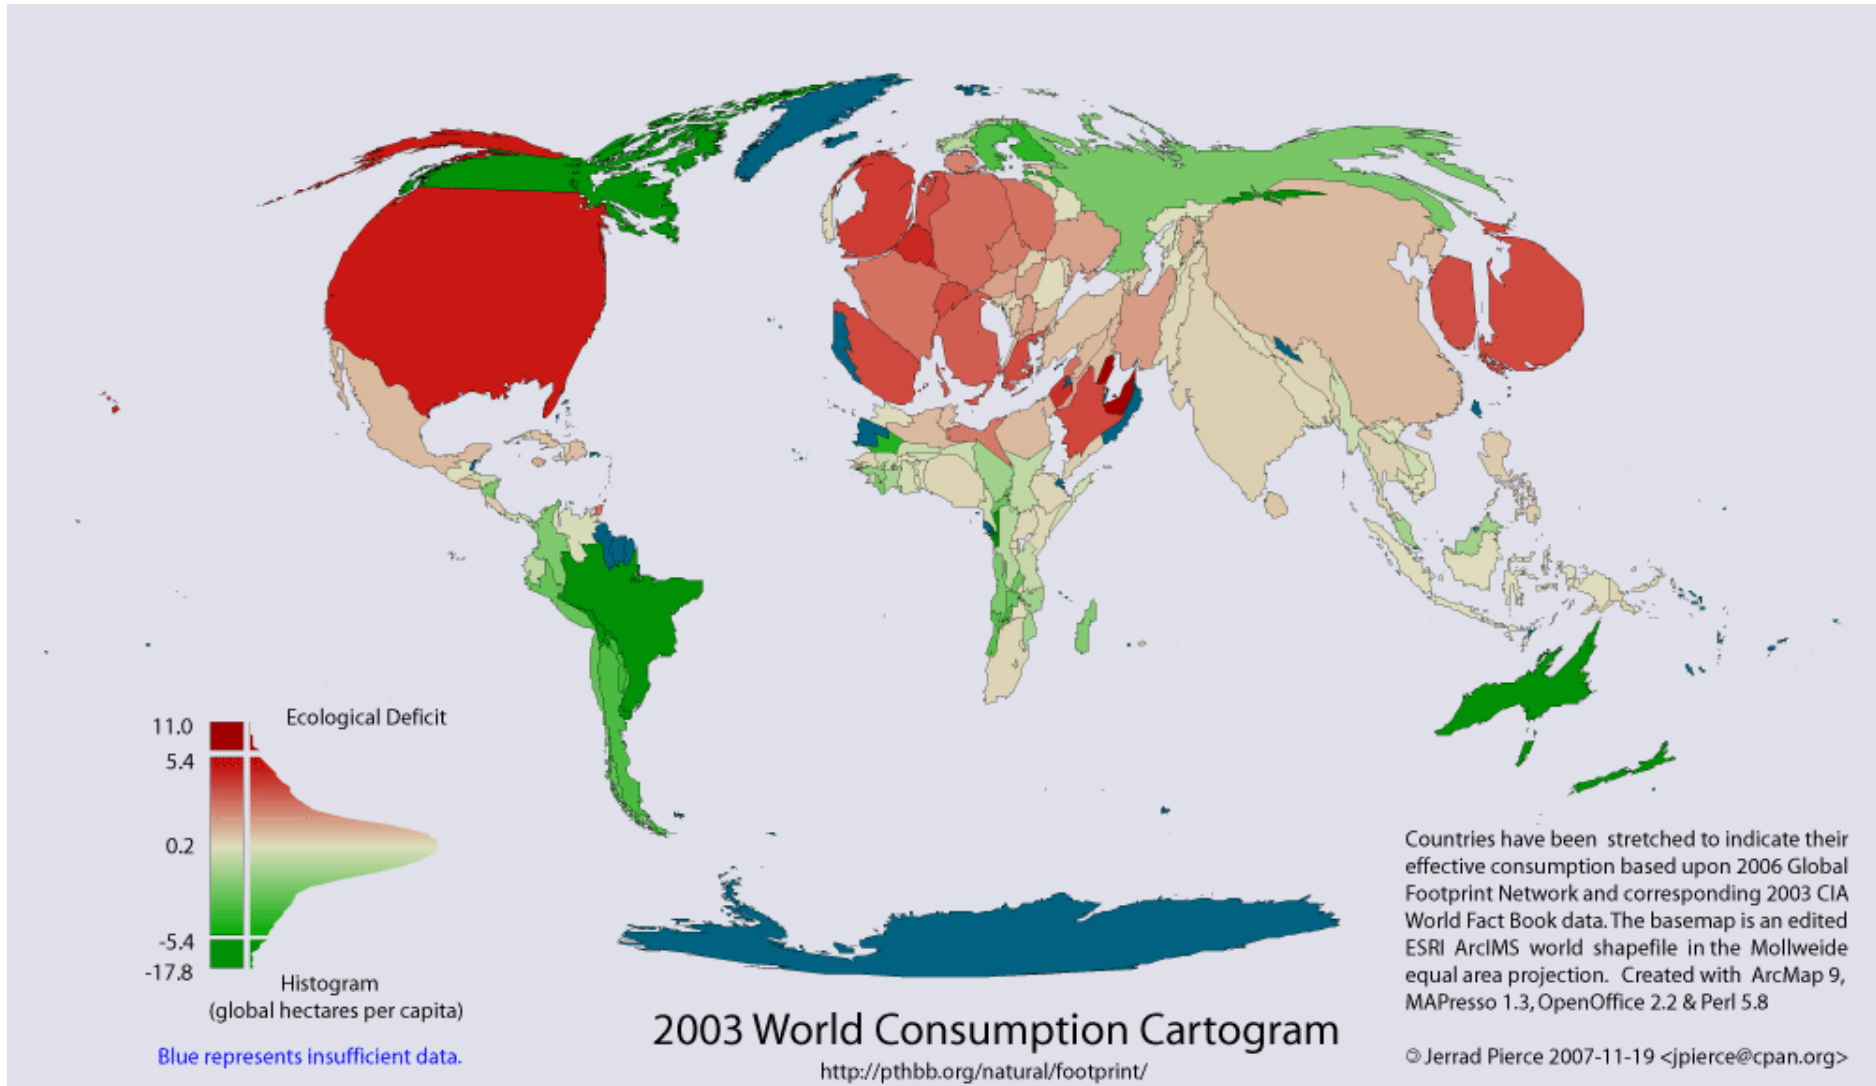 Ecological Deficit
11.0
5.4
0.2
-5.4
-17.8
Histogram
(global hectares per capita)
Blue represents insufficient data.
2003 World Consumption Cartogram
http://pthbb.org/natural/footprint/
Countries have been stretched to indicate their
effective consumption based upon 2006 Global
Footprint Network and corresponding 2003 CIA
World Fact Book data. The basemap is an edited
ESRI ArcIMS world shapefile in the Mollweide
equal area projection. Created with ArcMap 9,
MAPresso 1.3, OpenOffice 2.2 & Perl 5.8
© Jerrad Pierce 2007-11-19 <jpierce@cpan.org>